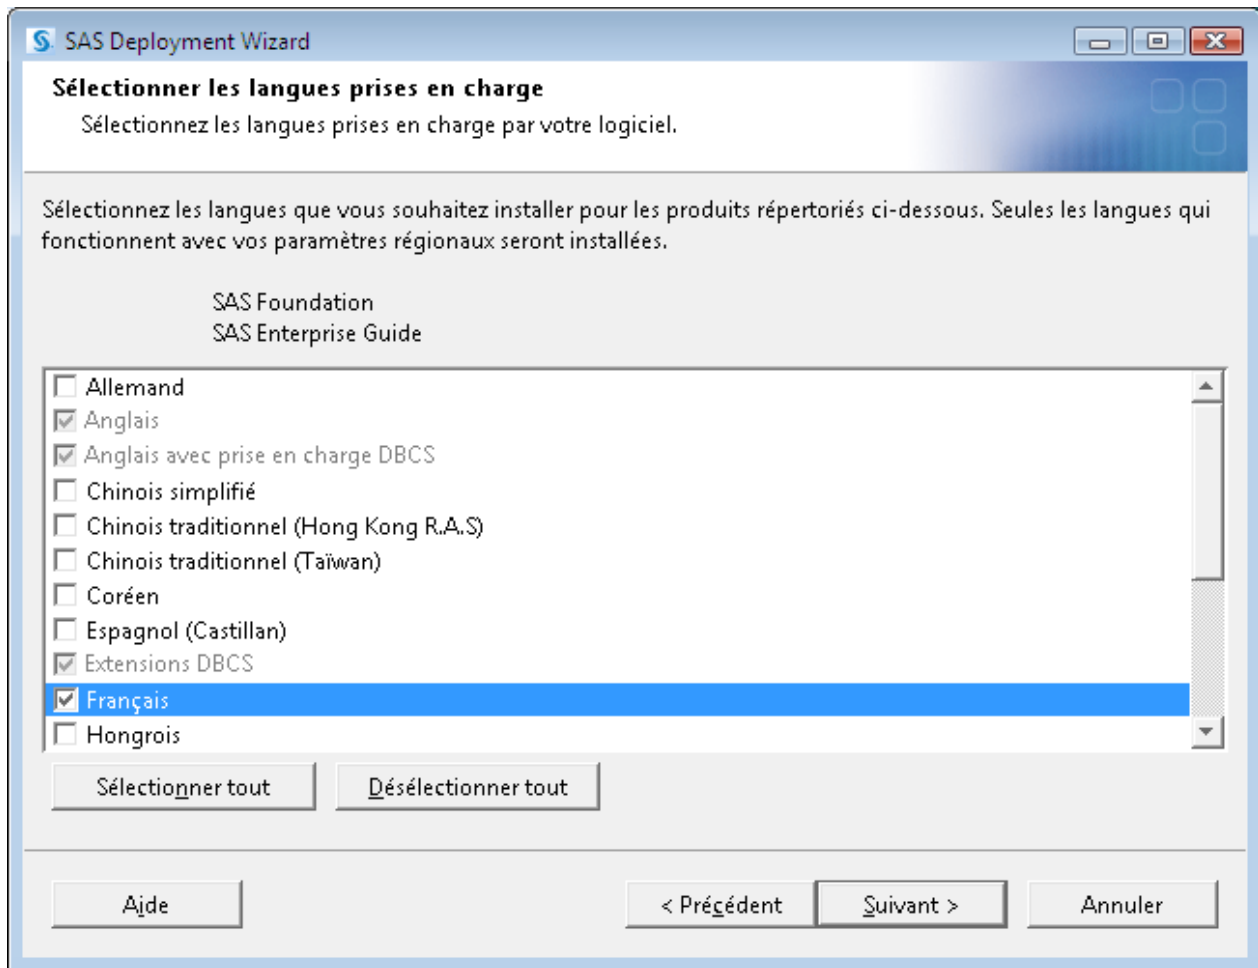 SAS Deployment Wizard
Sélectionner les langues prises en charge
Sélectionnez les langues prises en charge par votre logiciel.
Sélectionnez les langues que vous souhaitez installer pour les produits répertoriés ci-dessous. Seules les langues qui
fonctionnent avec vos paramètres régionaux seront installées.
SAS Foundation
SAS Enterprise Guide
Allemand
Anglais
Anglais avec prise en charge DBCS
Chinois simplifié
Chinois traditionnel (Hong Kong R.A.S)
Chinois traditionnel (Taïwan)
Coréen
Espagnol (Castillan)
Extensions DBCS
Français
Hongrois
Sélectionner tout
Désélectionner tout
Aide
< Précédent
Suivant >
Annuler